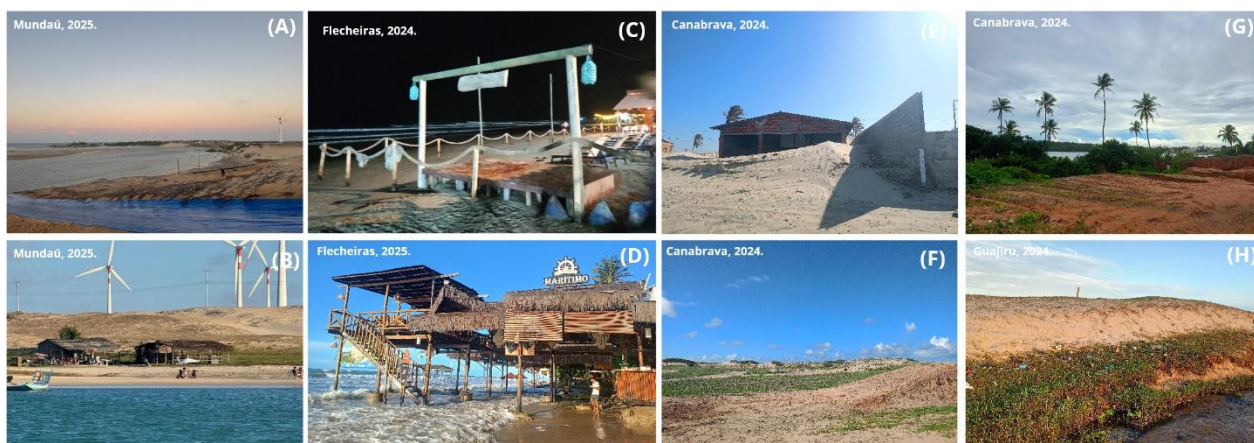 Mundaú, 2025.
(A)
Flecheiras, 2024.
(C)
Canabrava, 2024.
(E)
Canabrava, 2024.
(G)
Mundaú, 2025.
(B)
Flecheiras, 2025.
(D)
MARÍTIMO
Canabrava, 2024.
(F)
Guajiru, 2024.
(H)